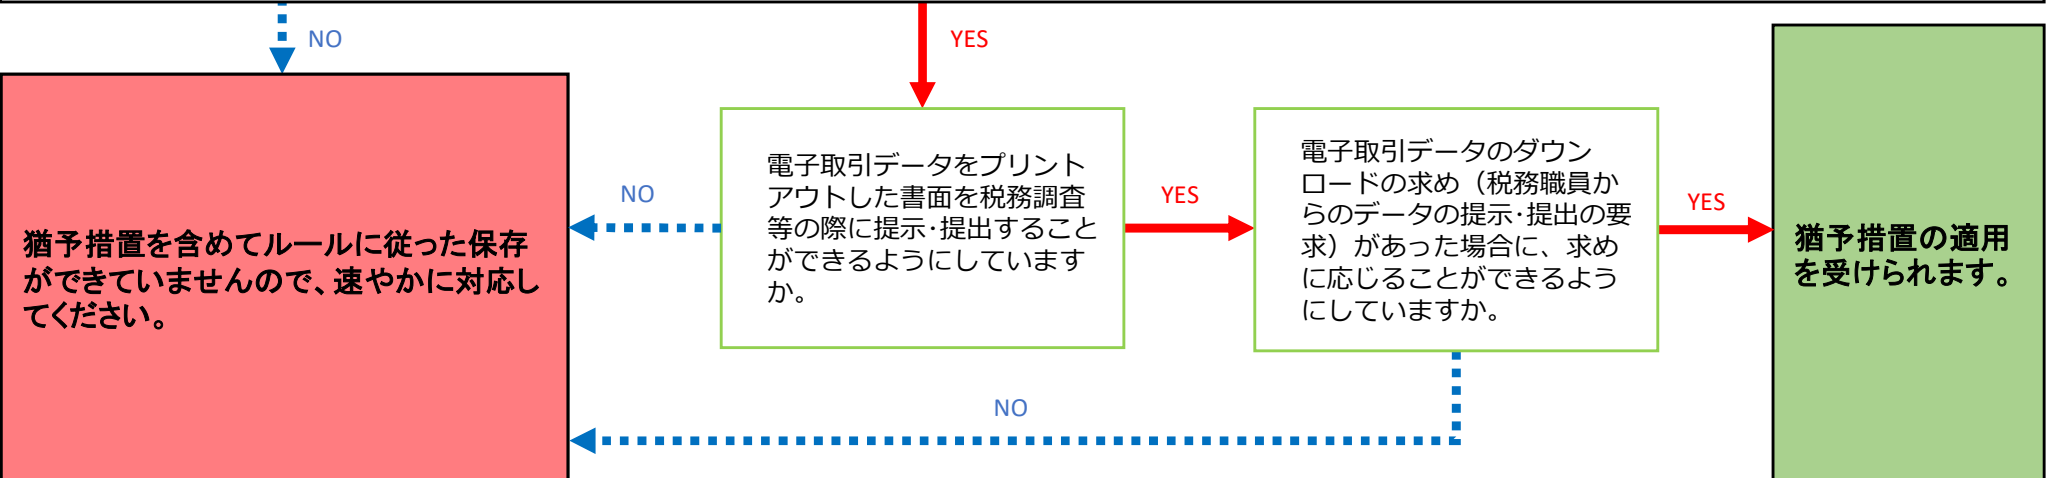 NO
YES
猶予措置を含めてルールに従った保存
ができていませんので、速やかに対応し
てください。
NO
電子取引データをプリント
アウトした書面を税務調査
等の際に提示･提出すること
ができるようにしています
か。
YES
電子取引データのダウン
ロードの求め（税務職員か
らのデータの提示･提出の要
求）があった場合に、求め
に応じることができるよう
にしていますか。
YES
猶予措置の適用
を受けられます。
NO